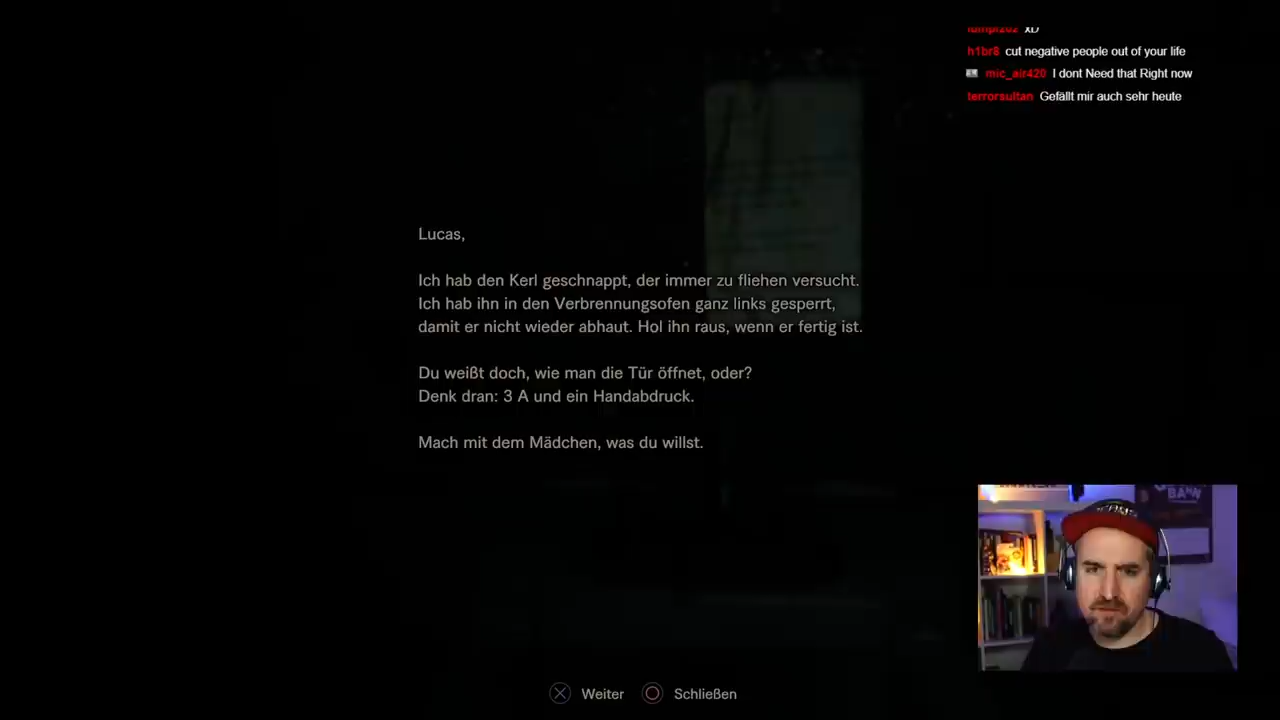 xD
h1br8 cut negative people out of your life
mic_air420 I dont Need that Right now
terrorsultan Gefällt mir auch sehr heute
Lucas,
Ich hab den Kerl geschnappt, der immer zu fliehen versucht.
Ich hab ihn in den Verbrennungsofen ganz links gesperrt,
damit er nicht wieder abhaut. Hol ihn raus, wenn er fertig ist.
Du weißt doch, wie man die Tür öffnet, oder?
Denk dran: 3 A und ein Handabdruck.
Mach mit dem Mädchen, was du willst.
BAHN
Weiter
Schließen